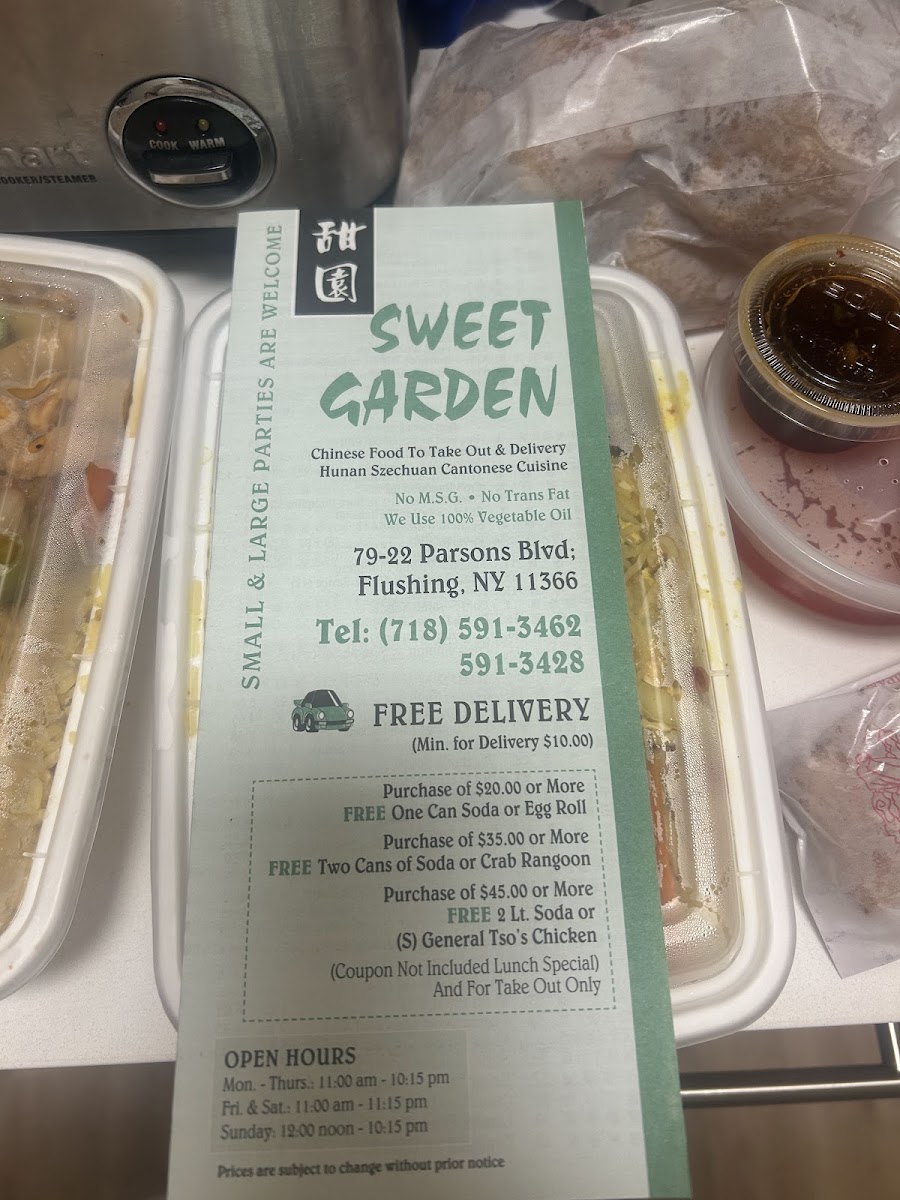 COOK WARM
mart
COOKER/STEAMER
甜園
SMALL & LARGE PARTIES ARE WELCOME
SWEET
GARDEN
Chinese Food To Take Out & Delivery
Hunan Szechuan Cantonese Cuisine
No M.S.G. • No Trans Fat
We Use 100% Vegetable Oil
79-22 Parsons Blvd;
Flushing, NY 11366
Tel: (718) 591-3462
591-3428
FREE DELIVERY
(Min. for Delivery $10.00)
Purchase of $20.00 or More
FREE One Can Soda or Egg Roll
Purchase of $35.00 or More
FREE Two Cans of Soda or Crab Rangoon
Purchase of $45.00 or More
FREE 2 Lt. Soda or
(S) General Tso's Chicken
(Coupon Not Included Lunch Special)
And For Take Out Only
OPEN HOURS
Mon. - Thurs.: 11:00 am - 10:15 pm
Fri. & Sat.: 11:00 am - 11:15 pm
Sunday: 12:00 noon - 10:15 pm
Prices are subject to change without prior notice
SOLO